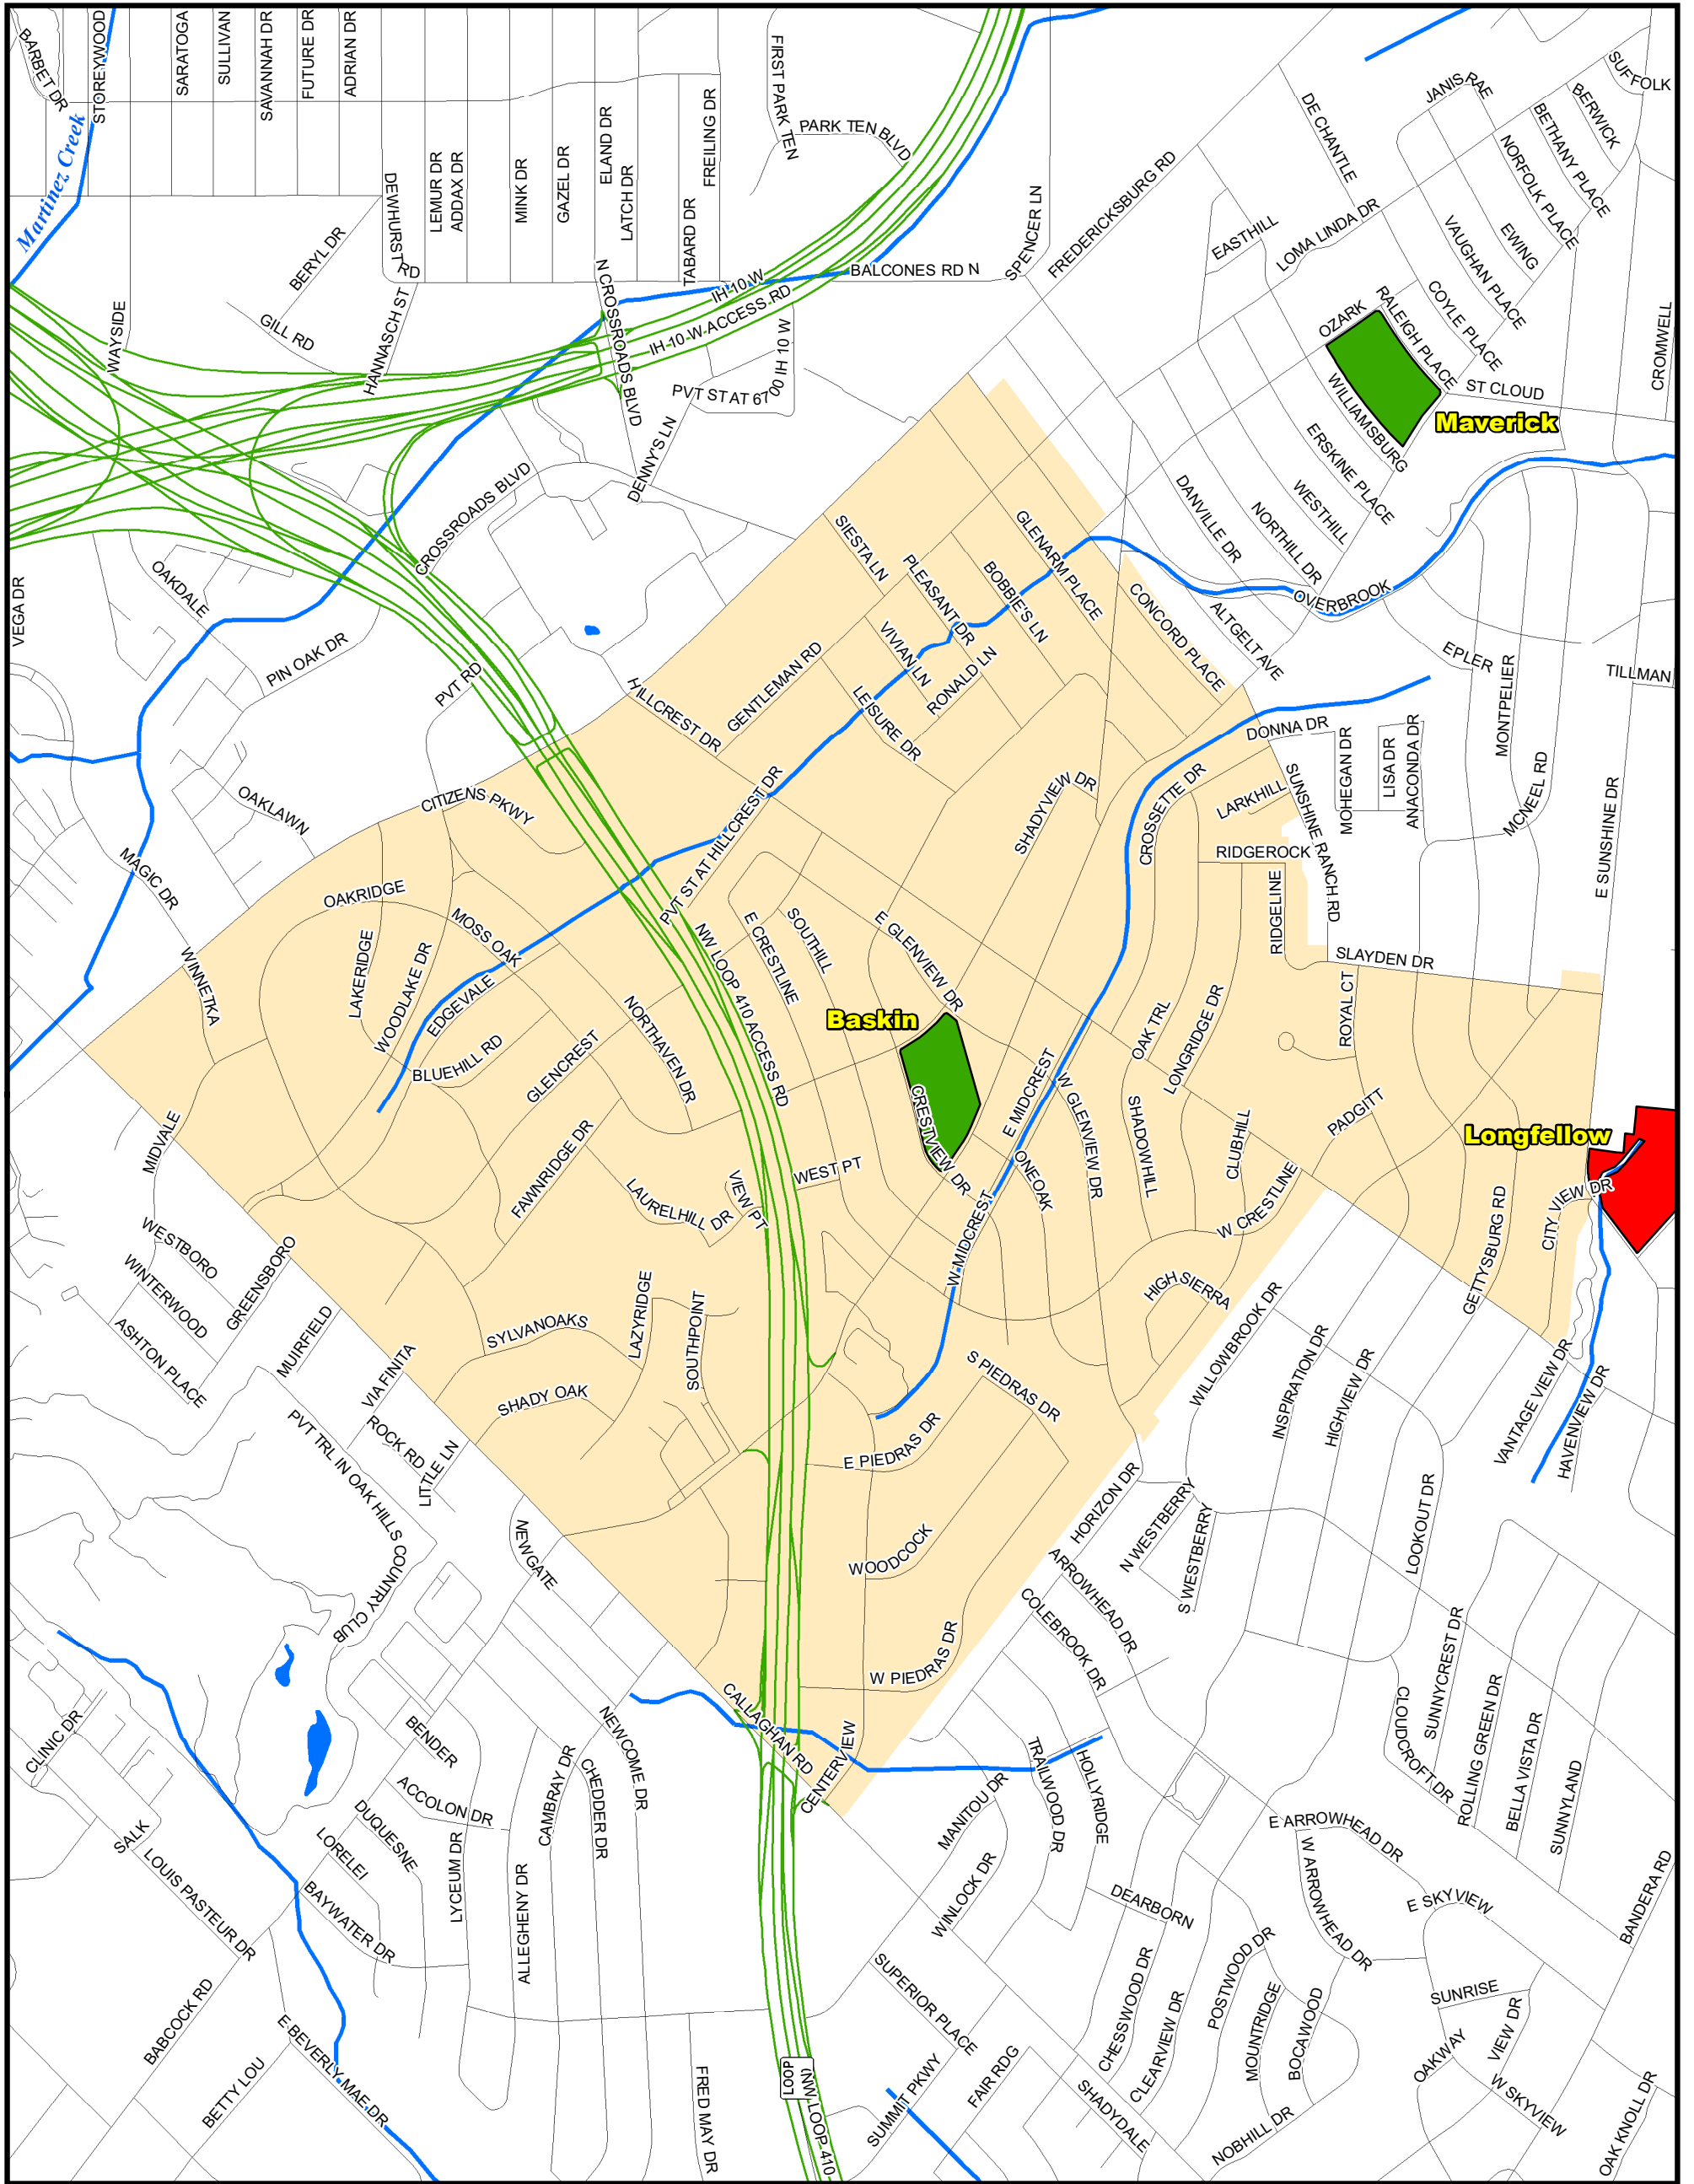 BARBET DR
STOREYWOOD
SARATOGA
SULLIVAN
SAVANNAH DR
FUTURE DR
ADRIAN DR
FIRST PARK TEN
PARK TEN BLVD
Martinez Creek
DEWHURST RD
LEMUR DR
ADDAX DR
MINK DR
GAZEL DR
ELAND DR
LATCH DR
TABARD DR
FREILING DR
SPENCER LN
FREDERICKSBURG RD
DE CHANTLE
JANIS RAE
SUFFOLK
BERWICK
BETHANY PLACE
NORFOLK PLACE
EWING
VAUGHAN PLACE
COYLE PLACE
LOMA LINDA DR
EASTHILL
BERYL DR
GILL RD
WAYSIDE
HANNASCH ST
N CROSSROADS BLVD
IH 10 W
IH 10 W ACCESS RD
BALCONES RD N
PVT ST AT 6700 IH 10 W
DENNY'S LN
CROSSROADS BLVD
OZARK
RALEIGH PLACE
WILLIAMSBURG
Maverick
ST CLOUD
CROMWELL
ERSKINE PLACE
WESTHILL
NORTHILL DR
DANVILLE DR
OVERBROOK
ALTGELT AVE
CONCORD PLACE
GLENARM PLACE
BOBBIE'S LN
PLEASANT DR
SIESTA LN
VIVIAN LN
RONALD LN
LEISURE DR
GENTLEMAN RD
HILLCREST DR
VEGA DR
OAKDALE
PIN OAK DR
PVT RD
EPLER
MONTPELIER
TILLMAN
DONNA DR
MOHEGAN DR
LISA DR
ANACONDA DR
MCNEEL RD
E SUNSHINE DR
SUNSHINE RANCH RD
LARKHILL
RIDGEROCK
RIDGELINE
CROSSETTE DR
SHADYVIEW DR
PVT ST AT HILLCREST DR
CITIZENS PKWY
OAKLAWN
MAGIC DR
WINNETKA
OAKRIDGE
LAKERIDGE
WOODLAKE DR
MOSS OAK
EDGEVALE
BLUEHILL RD
GLENCREST
NORTHAVEN DR
NW LOOP 410 ACCESS RD
E CRESTLINE
SOUTHILL
E GLENVIEW DR
Baskin
CRESTVIEW DR
E MIDCREST
W GLENVIEW DR
OAK TRL
LONGRIDGE DR
SLAYDEN DR
ROYAL CT
PADGITT
SHADOWHILL
CLUBHILL
W CRESTLINE
ONEOAK
W MIDCREST
Longfellow
CITY VIEW DR
GETTYSBURG RD
MIDVALE
FAWNRIDGE DR
LAURELHILL DR
VIEW PT
WEST PT
WESTBORO
WINTERWOOD
GREENSBORO
ASHTON PLACE
MUIRFIELD
VIA FINITA
ROCK RD
LITTLE LN
SYLVANOAKS
SHADY OAK
LAZYRIDGE
SOUTHPOINT
HIGH SIERRA
WILLOWBROOK DR
INSPIRATION DR
HIGHVIEW DR
VANTAGE VIEW DR
HAVENVIEW DR
S PIEDRAS DR
E PIEDRAS DR
WOODCOCK
W PIEDRAS DR
HORIZON DR
N WESTBERRY
S WESTBERRY
LOOKOUT DR
PVT TRL IN OAK HILLS COUNTRY CLUB
NEWGATE
ARROWHEAD DR
COLEBROOK DR
SUNNYCREST DR
CLOUDCROFT DR
ROLLING GREEN DR
BELLA VISTA DR
SUNNYLAND
CALLAGHAN RD
CENTERVIEW
NEWCOME DR
CHEDDER DR
CAMBRAY DR
BENDER
ACCOLON DR
CLINIC DR
SALK
LOUIS PASTEUR DR
DUQUESNE
LORELEI
BAYWATER DR
LYCEUM DR
ALLEGHENY DR
MANITOU DR
TRAILWOOD DR
HOLLYRIDGE
WINLOCK DR
DEARBORN
E ARROWHEAD DR
W ARROWHEAD DR
E SKYVIEW
BANDERA RD
BABCOCK RD
E BEVERLY MAE DR
BETTY LOU
FRED MAY DR
LOOP
NW LOOP 410
SUPERIOR PLACE
SUMMIT PKWY
FAIR RDG
SHADYDALE
CHESSWOOD DR
CLEARVIEW DR
POSTWOOD DR
MOUNTRIDGE
BOCAWOOD
NOBHILL DR
SUNRISE
VIEW DR
OAKWAY
W SKYVIEW
OAK KNOLL DR